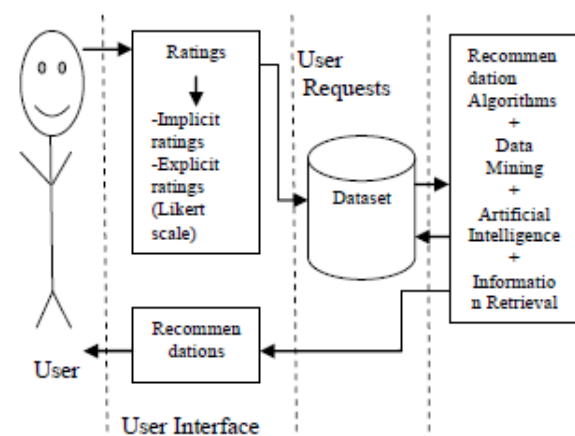 Ratings
-Implicit
ratings
-Explicit
ratings
(Likert
scale)
User
Requests
Dataset
Recommen
dation
Algorithms
+
Data
Mining
+
Artificial
Intelligence
+
Informatio
n Retrieval
Recommen
dations
User
User Interface